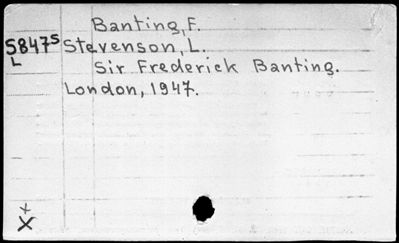 Banting, F.
S847s Stevenson, L.
L Sir Frederick Banting.
London, 1947.
+
X